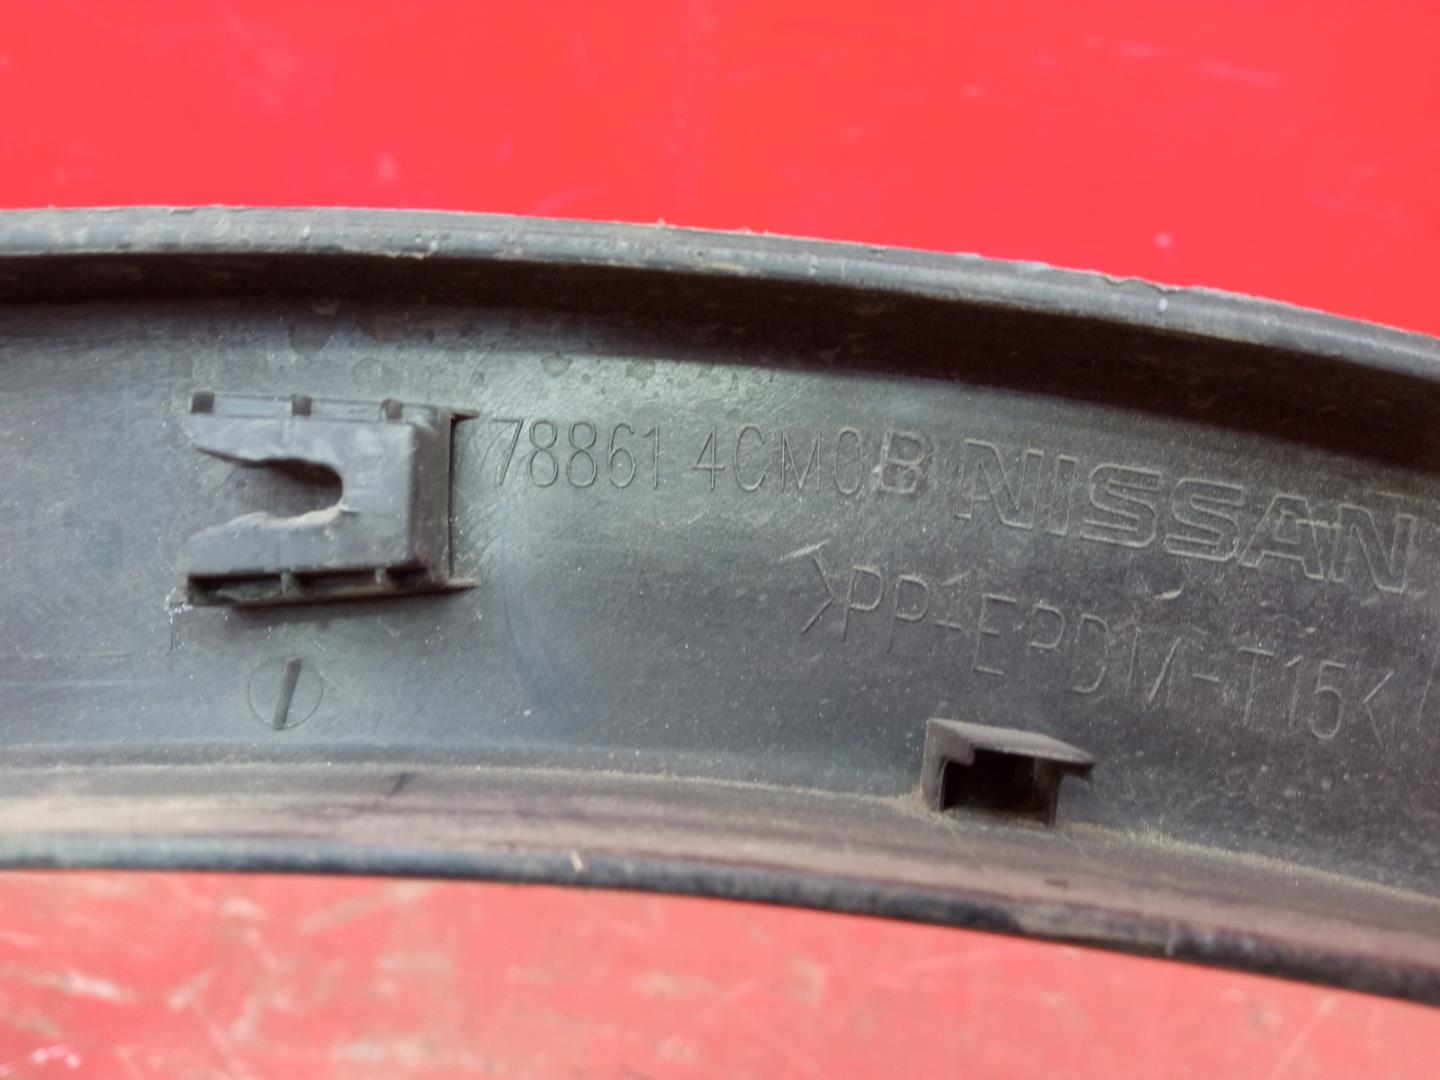 78861 4CM0B NISSAN
>PP+EPDM-T15<